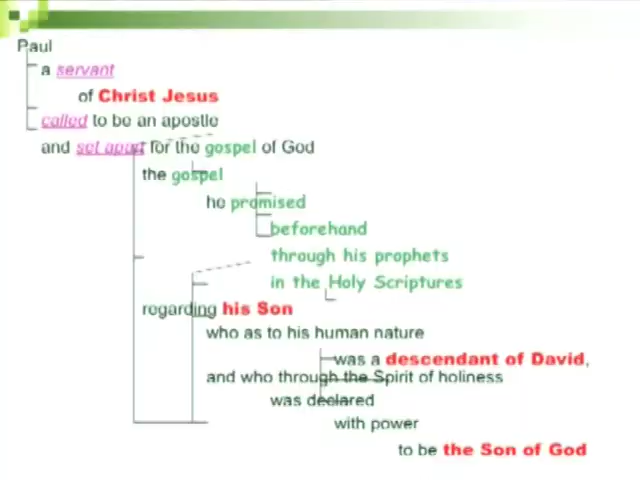 Paul
a servant
of Christ Jesus
called to be an apostle
and set apart for the gospel of God
the gospel
he promised
beforehand
through his prophets
in the Holy Scriptures
regarding his Son
who as to his human nature
was a descendant of David,
and who through the Spirit of holiness
was declared
with power
to be the Son of God